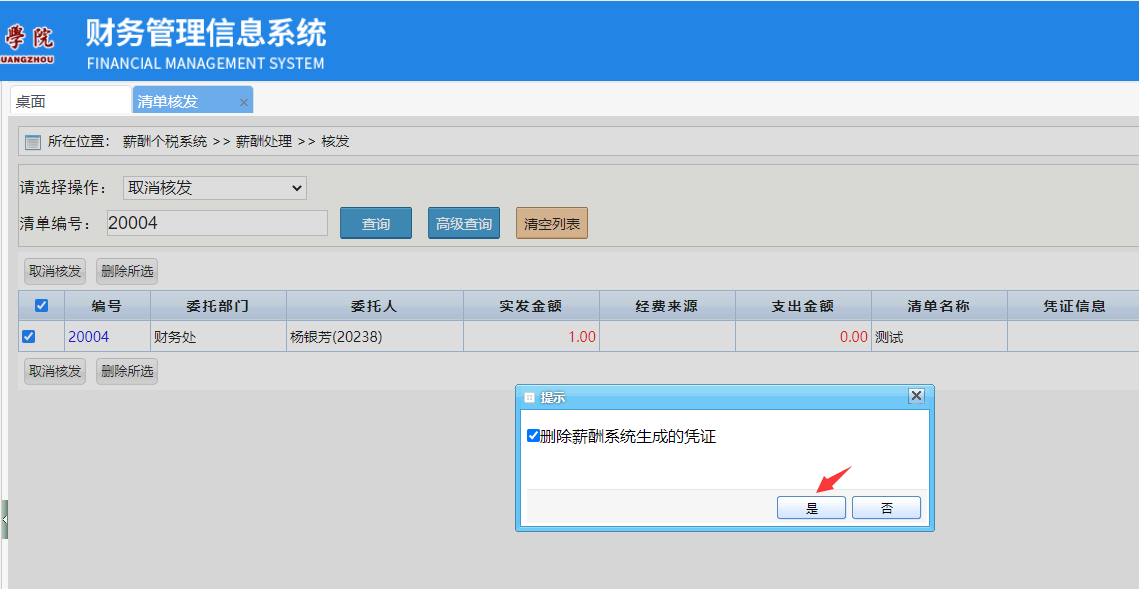 學院
UANGZHOU
财务管理信息系统
FINANCIAL MANAGEMENT SYSTEM
桌面
清单核发 ×
所在位置： 薪酬个税系统 >> 薪酬处理 >> 核发
请选择操作： 取消核发
清单编号： 20004 查询 高级查询 清空列表
取消核发 删除所选
编号 委托部门 委托人 实发金额 经费来源 支出金额 清单名称 凭证信息
20004 财务处 杨银芳(20238) 1.00 0.00 测试
取消核发 删除所选
提示
删除薪酬系统生成的凭证
是 否